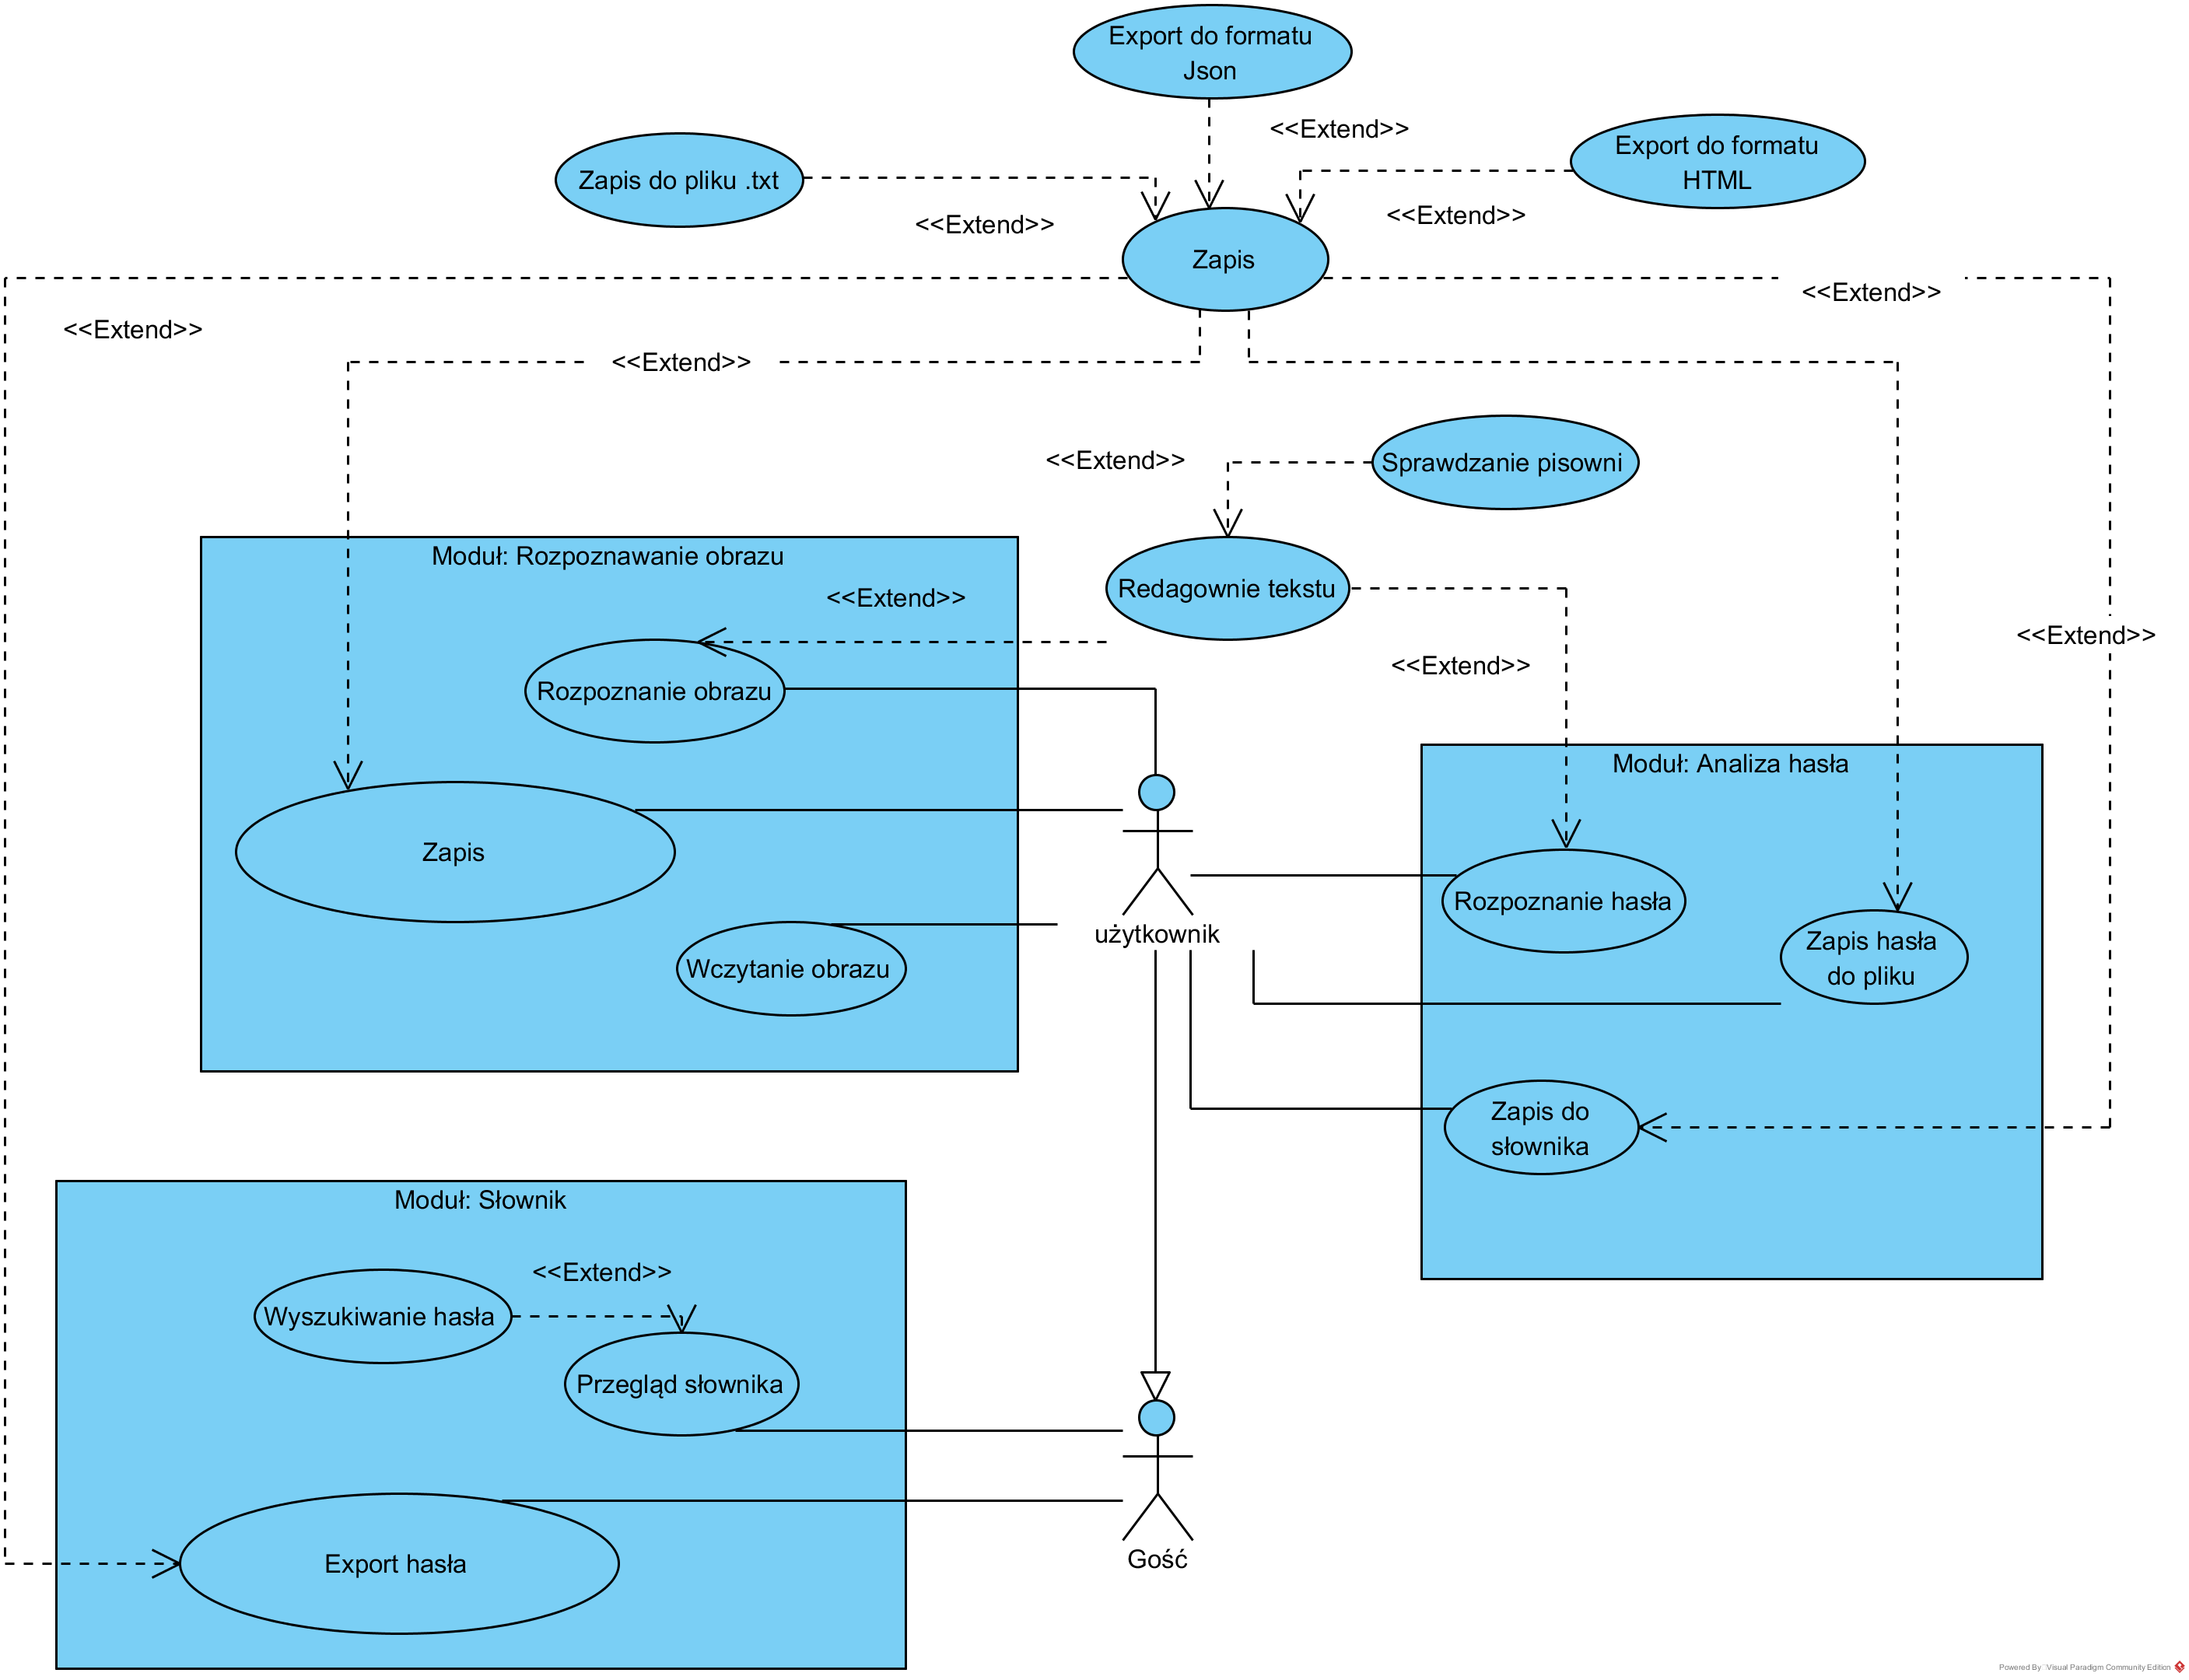 Export do formatu
Json
<<Extend>>
Export do formatu
HTML
Zapis do pliku .txt
<<Extend>>
<<Extend>>
Zapis
<<Extend>>
<<Extend>>
<<Extend>>
<<Extend>>
Sprawdzanie pisowni
Moduł: Rozpoznawanie obrazu
Redagownie tekstu
<<Extend>>
<<Extend>>
<<Extend>>
Rozpoznanie obrazu
Moduł: Analiza hasła
Zapis
Rozpoznanie hasła
użytkownik
Zapis hasła
do pliku
Wczytanie obrazu
Zapis do
słownika
Moduł: Słownik
<<Extend>>
Wyszukiwanie hasła
Przegląd słownika
Export hasła
Gość
Powered By Visual Paradigm Community Edition